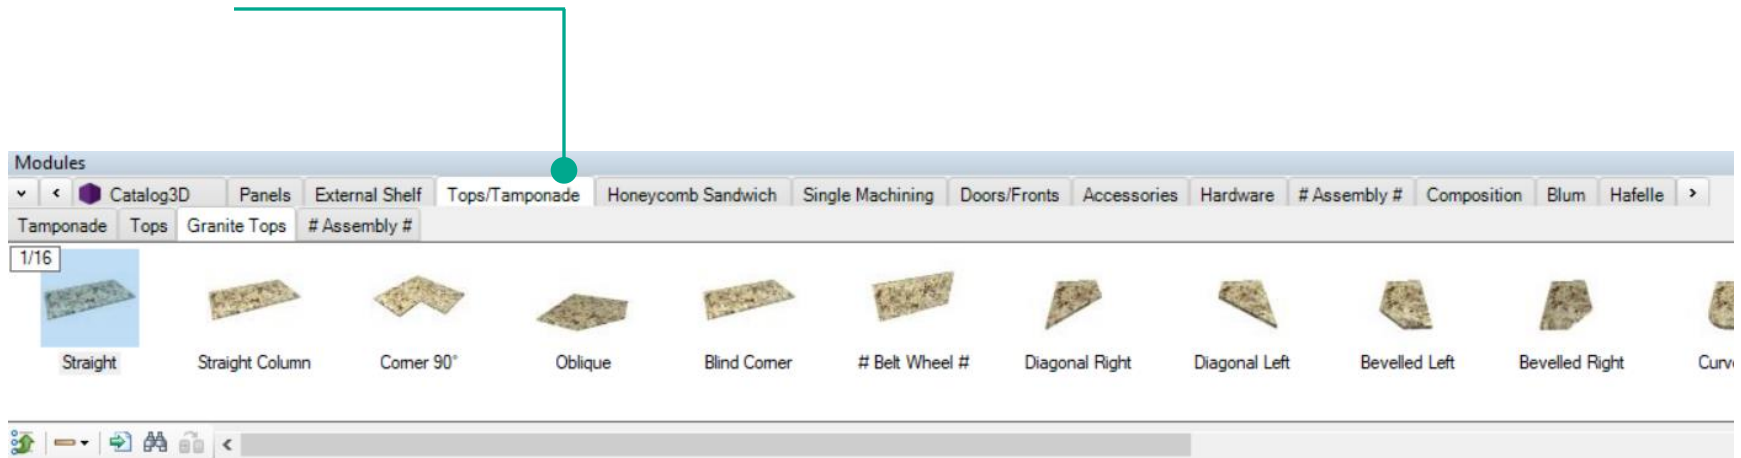 Modules
Catalog3D Panels External Shelf Tops/Tamponade Honeycomb Sandwich Single Machining Doors/Fronts Accessories Hardware # Assembly # Composition Blum Hafelle
Tamponade Tops Granite Tops # Assembly #
1/16
Straight Straight Column Corner 90° Oblique Blind Corner # Belt Wheel # Diagonal Right Diagonal Left Bevelled Left Bevelled Right Curv